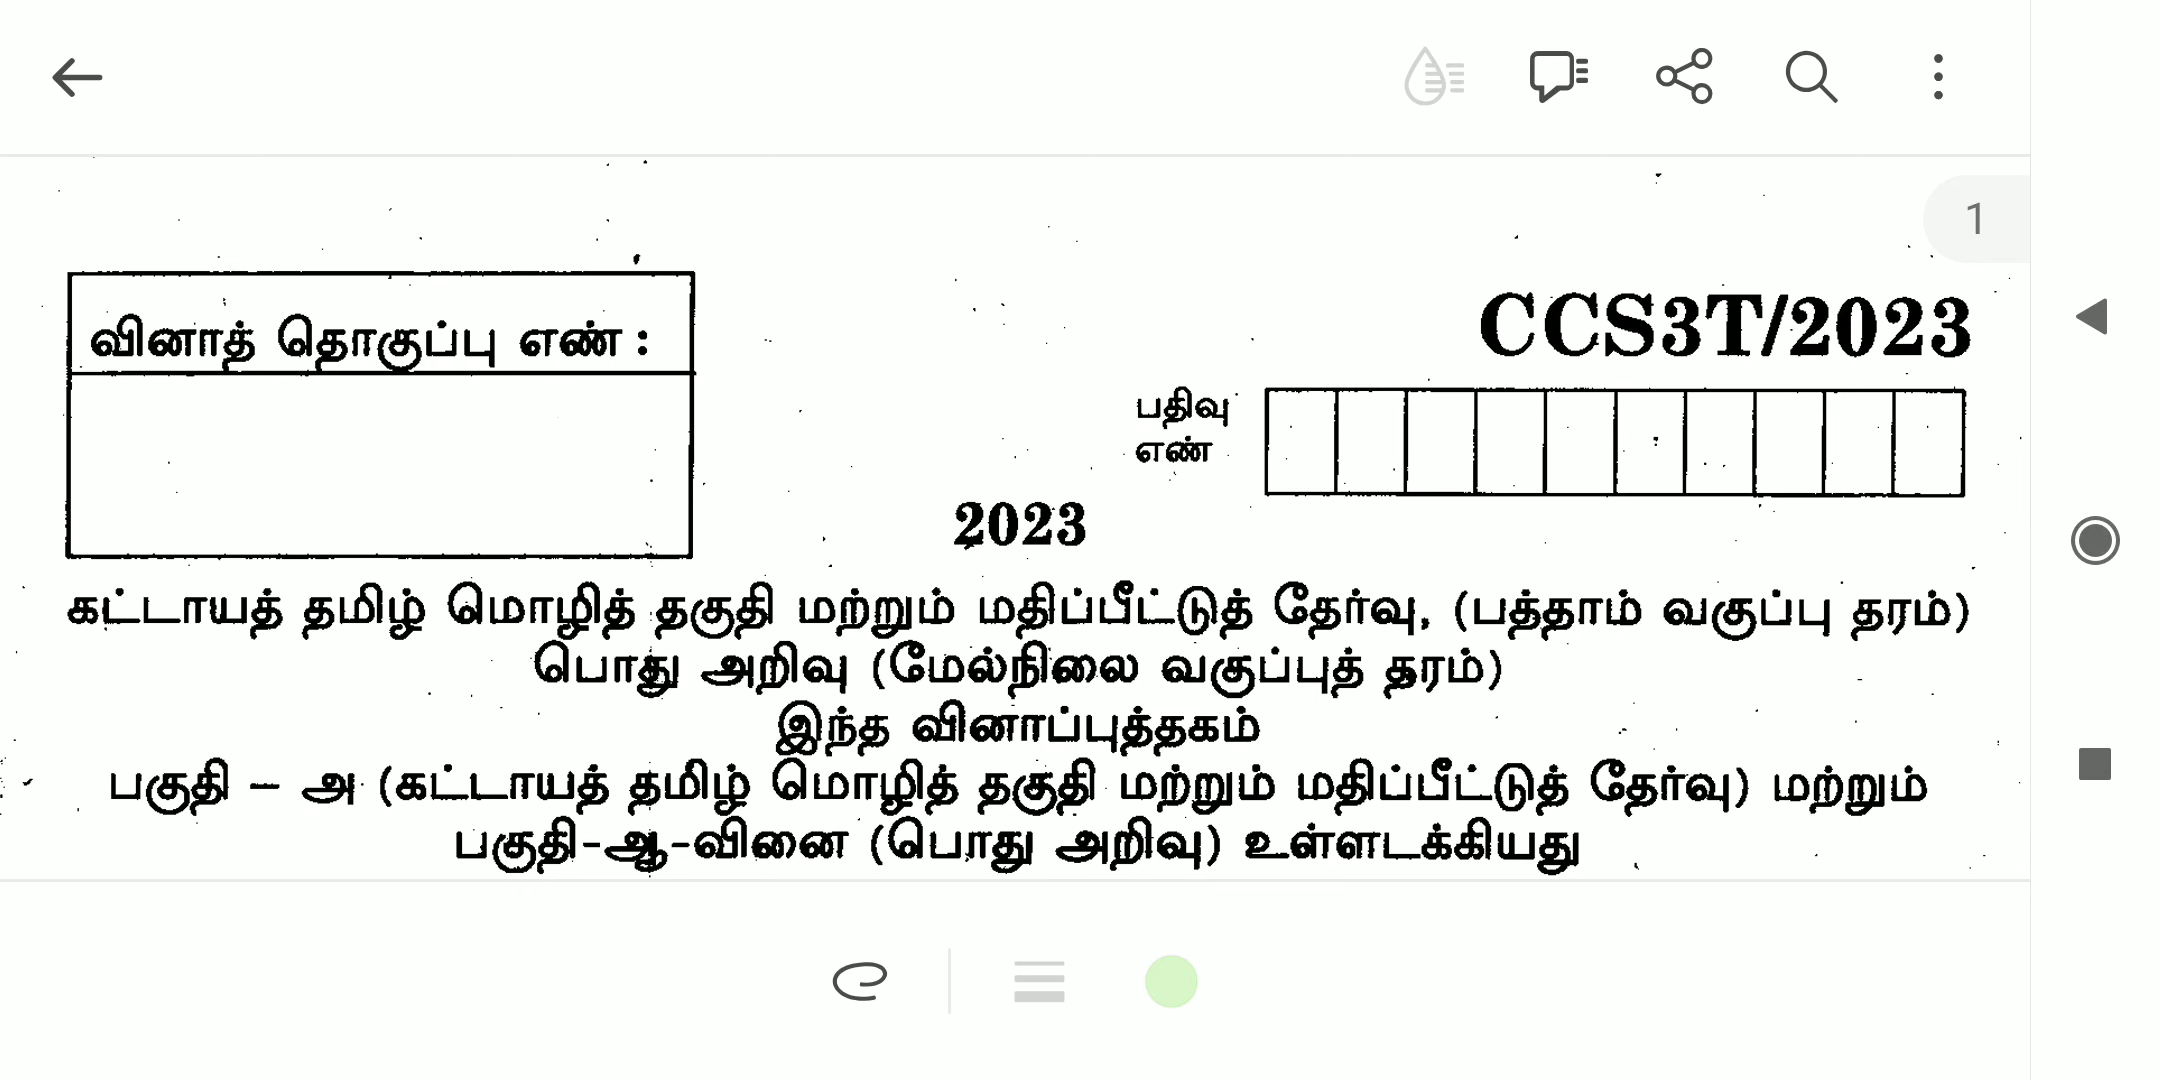 1
வினாத் தொகுப்பு எண் :
CCS3T/2023
பதிவு
எண்
2023
கட்டாயத் தமிழ் மொழித் தகுதி மற்றும் மதிப்பீட்டுத் தேர்வு, (பத்தாம் வகுப்பு தரம்)
பொது அறிவு (மேல்நிலை வகுப்புத் தரம்)
இந்த வினாப்புத்தகம்
பகுதி – அ (கட்டாயத் தமிழ் மொழித் தகுதி மற்றும் மதிப்பீட்டுத் தேர்வு) மற்றும்
பகுதி-ஆ-வினை (பொது அறிவு) உள்ளடக்கியது